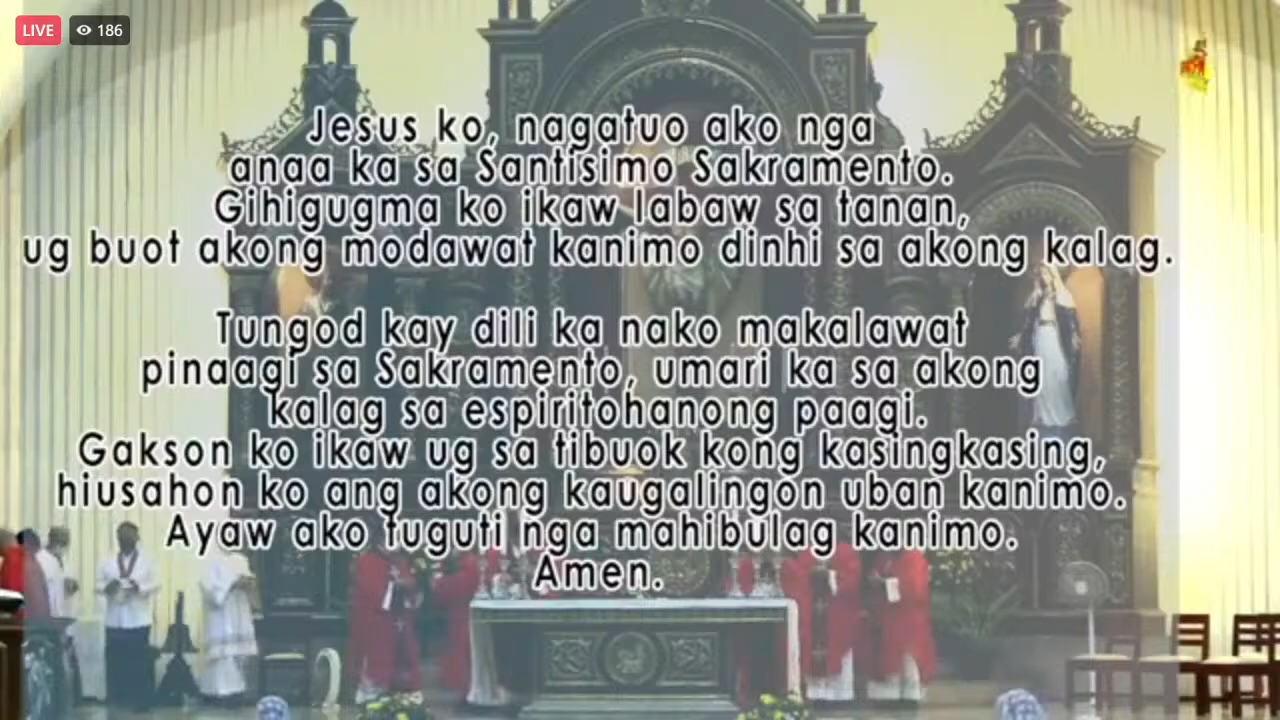 LIVE 186
Jesus ko, nagatuo ako nga
anaa ka sa Santisimo Sakramento.
Gihigugma ko ikaw labaw sa tanan,
ug buot akong modawat kanimo dinhi sa akong kalag.
Tungod kay dili ka nako makalawat
pinaagi sa Sakramento, umari ka sa akong
kalag sa espiritohanong paagi.
Gakson ko ikaw ug sa tibuok kong kasingkasing,
hiusahon ko ang akong kaugalingon uban kanimo.
Ayaw ako tuguti nga mahibulag kanimo.
Amen.